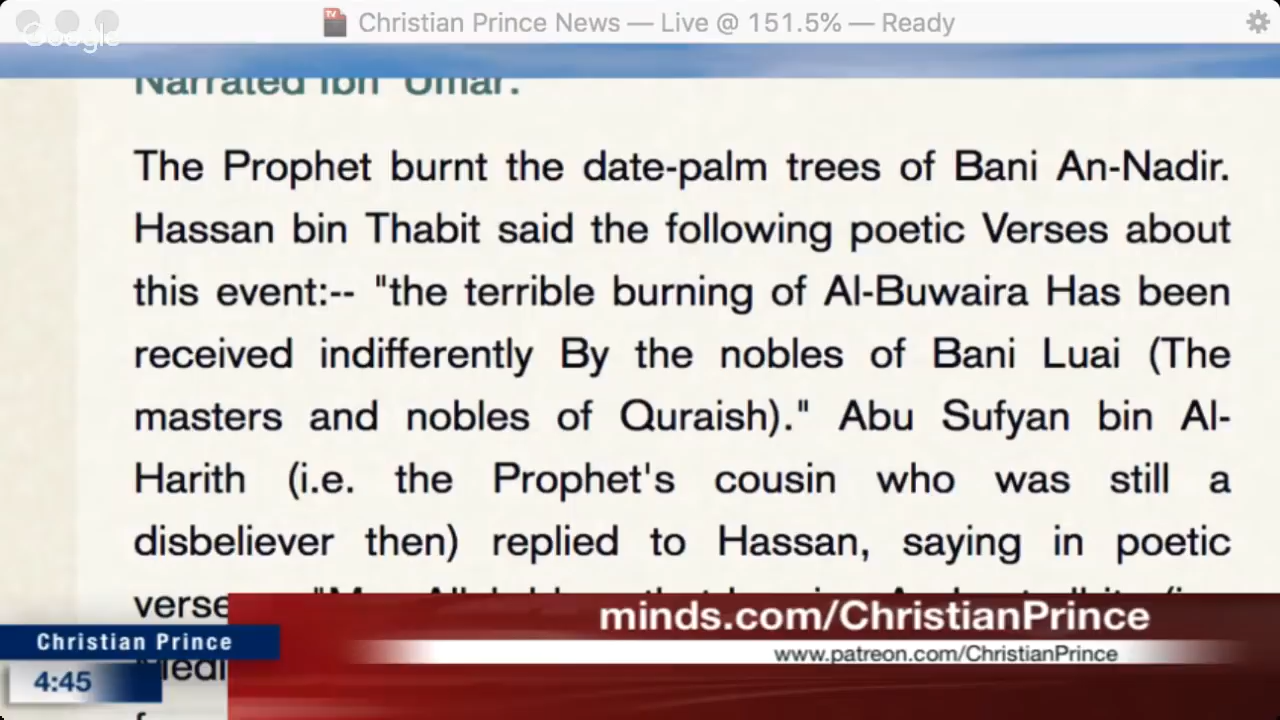 Christian Prince News — Live @ 151.5% — Ready
Google
Narrated Ibn 'Umar:
The Prophet burnt the date-palm trees of Bani An-Nadir.
Hassan bin Thabit said the following poetic Verses about
this event:-- "the terrible burning of Al-Buwaira Has been
received indifferently By the nobles of Bani Luai (The
masters and nobles of Quraish)." Abu Sufyan bin Al-
Harith (i.e. the Prophet's cousin who was still a
disbeliever then) replied to Hassan, saying in poetic
verse
minds.com/ChristianPrince
Christian Prince
www.patreon.com/ChristianPrince
4:45